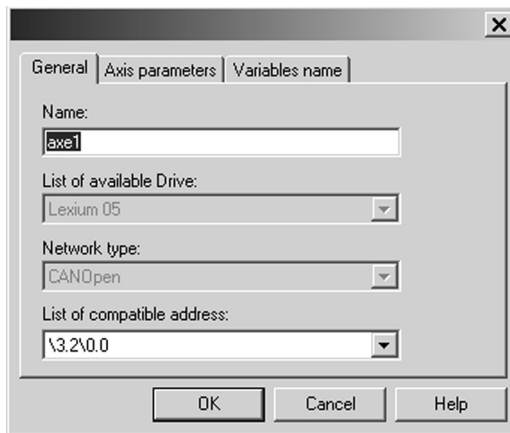 General Axis parameters Variables name
Name:
axe1
List of available Drive:
Lexium 05
Network type:
CANOpen
List of compatible address:
\3.2\0.0
OK Cancel Help